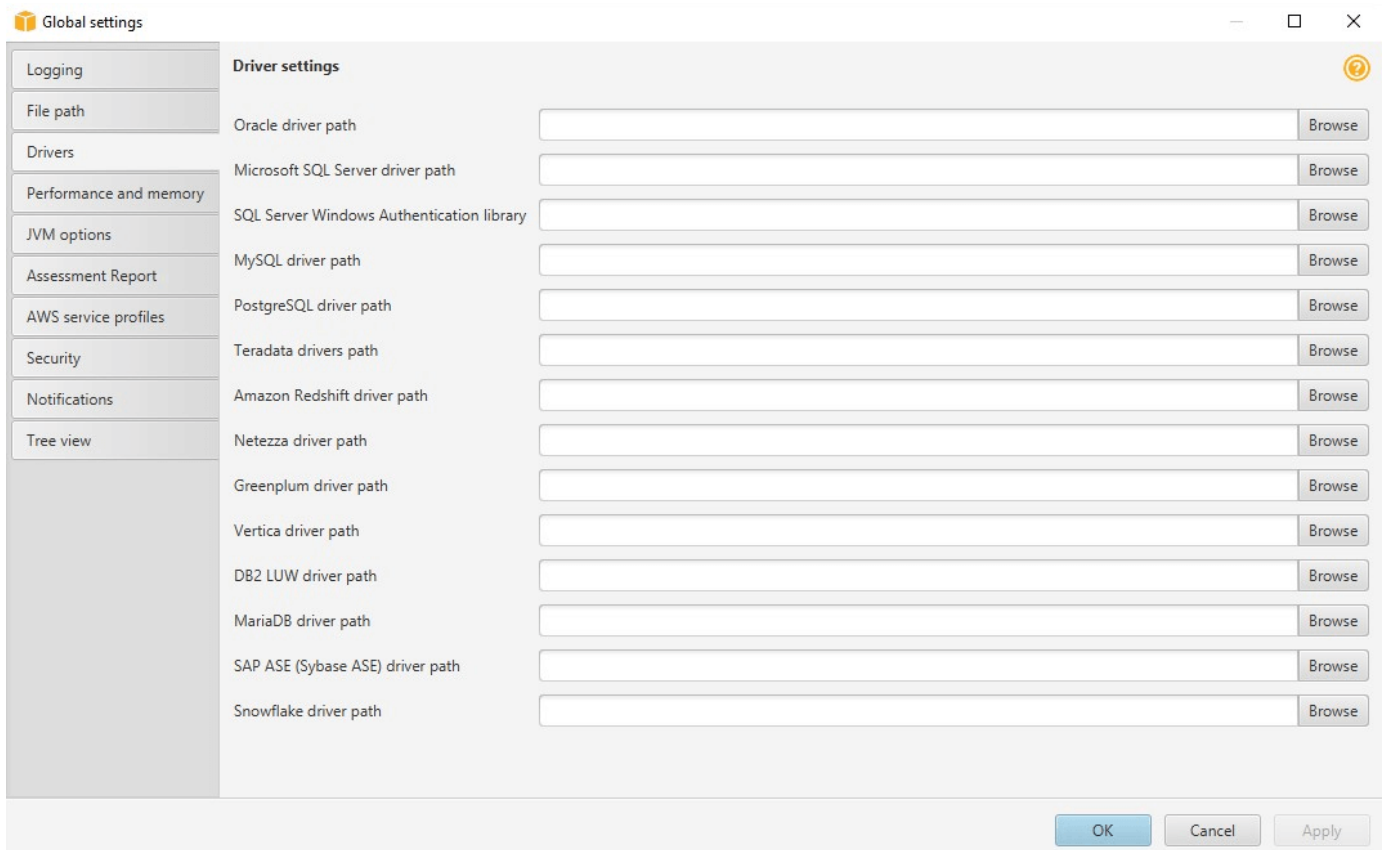 Global settings
Logging
File path
Drivers
Performance and memory
JVM options
Assessment Report
AWS service profiles
Security
Notifications
Tree view
Driver settings
?
Oracle driver path Browse
Microsoft SQL Server driver path Browse
SQL Server Windows Authentication library Browse
MySQL driver path Browse
PostgreSQL driver path Browse
Teradata drivers path Browse
Amazon Redshift driver path Browse
Netezza driver path Browse
Greenplum driver path Browse
Vertica driver path Browse
DB2 LUW driver path Browse
MariaDB driver path Browse
SAP ASE (Sybase ASE) driver path Browse
Snowflake driver path Browse
OK Cancel Apply